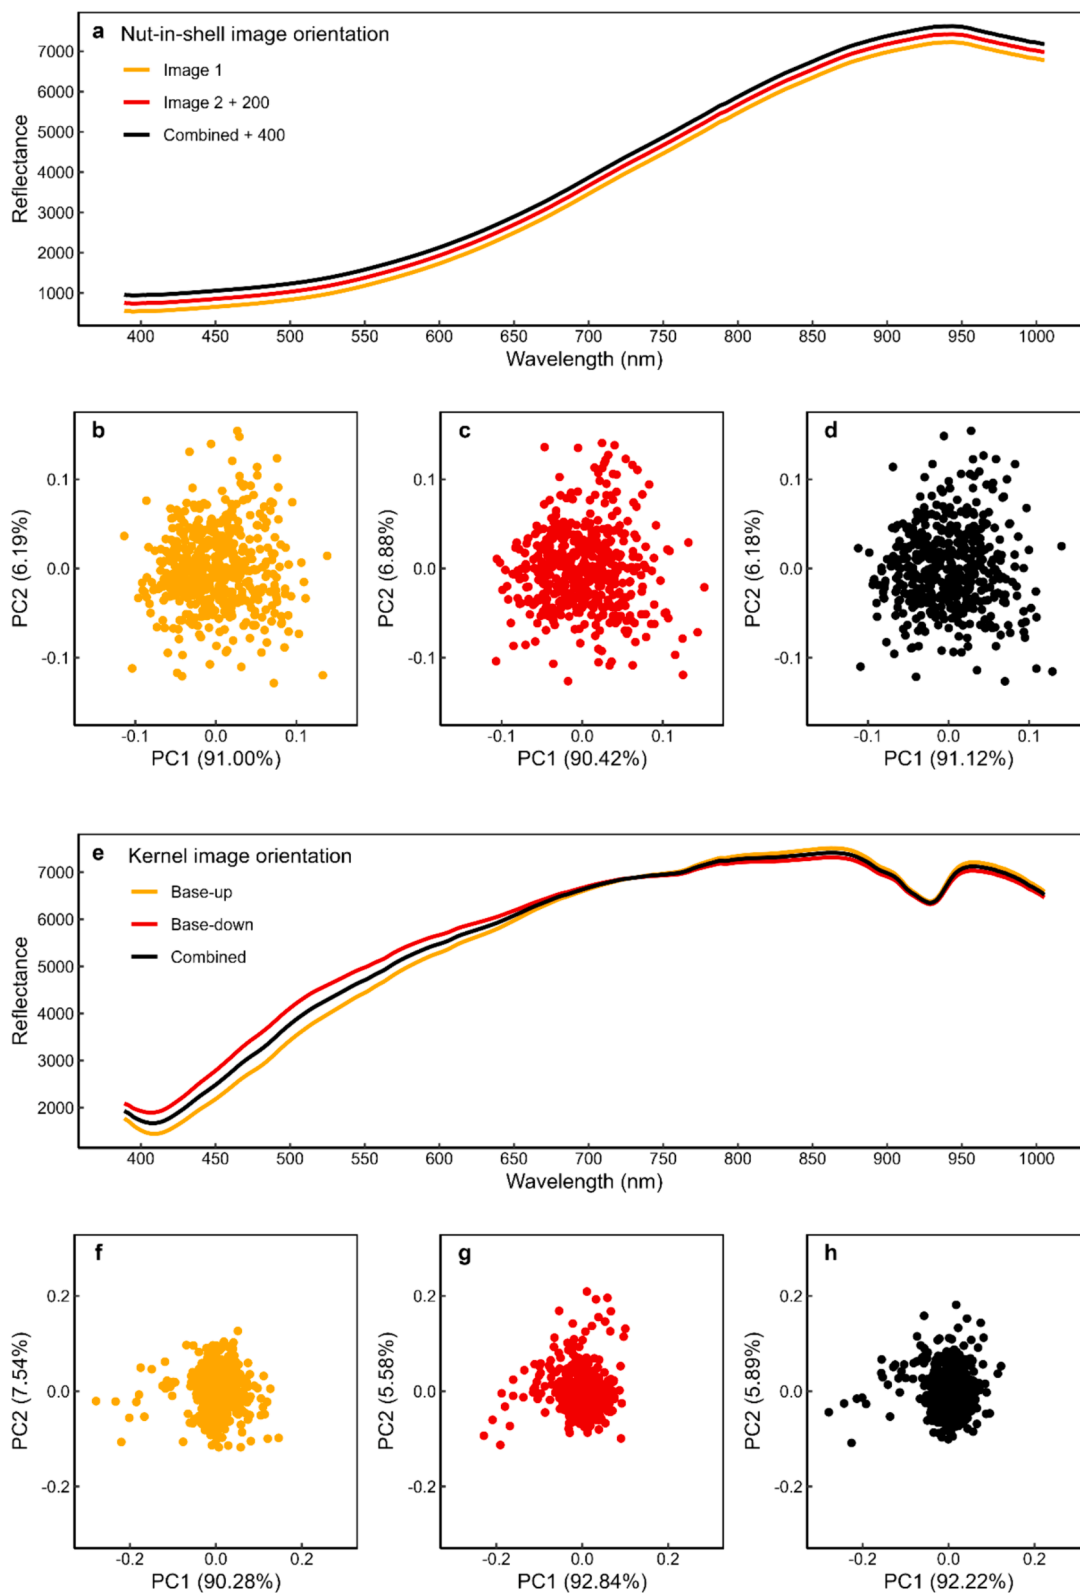 a Nut-in-shell image orientation
Image 1
Image 2 + 200
Combined + 400
Reflectance
7000
6000
5000
4000
3000
2000
1000
400 450 500 550 600 650 700 750 800 850 900 950 1000
Wavelength (nm)
b
PC2 (6.19%)
0.1
0.0
-0.1
-0.1 0.0 0.1
PC1 (91.00%)
c
PC2 (6.88%)
0.1
0.0
-0.1
-0.1 0.0 0.1
PC1 (90.42%)
d
PC2 (6.18%)
0.1
0.0
-0.1
-0.1 0.0 0.1
PC1 (91.12%)
e Kernel image orientation
Base-up
Base-down
Combined
Reflectance
7000
6000
5000
4000
3000
2000
400 450 500 550 600 650 700 750 800 850 900 950 1000
Wavelength (nm)
f
PC2 (7.54%)
0.2
0.0
-0.2
-0.2 0.0 0.2
PC1 (90.28%)
g
PC2 (5.58%)
0.2
0.0
-0.2
-0.2 0.0 0.2
PC1 (92.84%)
h
PC2 (5.89%)
0.2
0.0
-0.2
-0.2 0.0 0.2
PC1 (92.22%)